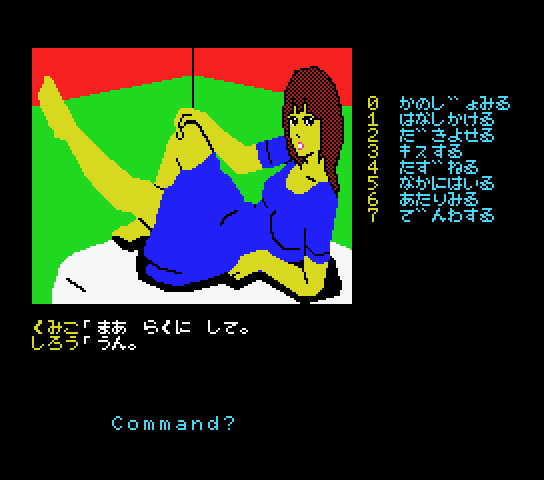 0 かのじょみる
1 はなしかける
2 だきよせる
3 キスする
4 たずねる
5 なかにはいる
6 あたりみる
7 でんわする
くみこ「まあ らくに して。
しろう「うん。
Command?